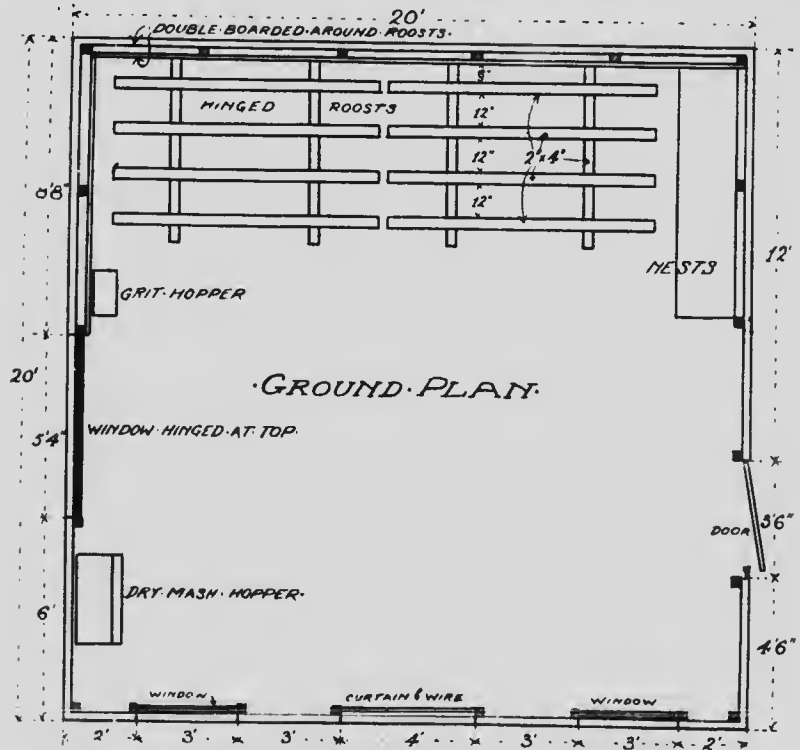 20'
DOUBLE·BOARDED·AROUND·ROOSTS·
8"
HINGED ROOSTS
12"
12"
2"x4"
12"
8'8"
12'
NESTS
GRIT·HOPPER
20'
·GROUND·PLAN·
5'4"
WINDOW·HINGED·AT·TOP·
DOOR
3'6"
6'
DRY·MASH·HOPPER·
4'6"
WINDOW
CURTAIN & WIRE
WINDOW
2' 3' 3' 4' 3' 3' 2'